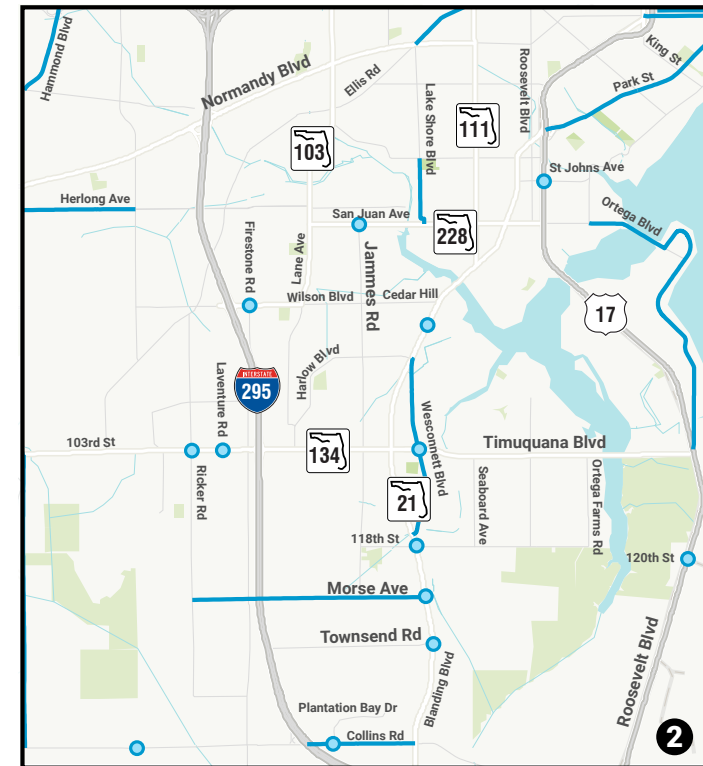 Hammond Blvd
Normandy Blvd
Ellis Rd
Lake Shore Blvd
Roosevelt Blvd
King St
Park St
103
111
St Johns Ave
Herlong Ave
San Juan Ave
228
Ortega Blvd
Firestone Rd
Lane Ave
Jammes Rd
Wilson Blvd
Cedar Hill
17
Harlow Blvd
INTERSTATE
295
Laventure Rd
Wesconnett Blvd
103rd St
134
Timuquana Blvd
Ricker Rd
21
Seaboard Ave
Ortega Farms Rd
118th St
120th St
Morse Ave
Townsend Rd
Roosevelt Blvd
Blanding Blvd
Plantation Bay Dr
Collins Rd
2